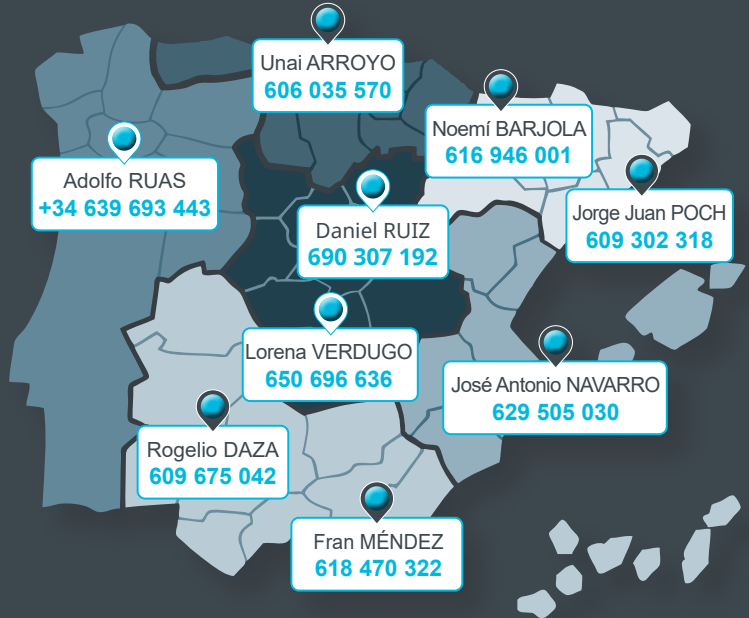 Unai ARROYO
606 035 570
Noemí BARJOLA
616 946 001
Adolfo RUAS
+34 639 693 443
Jorge Juan POCH
609 302 318
Daniel RUIZ
690 307 192
Lorena VERDUGO
650 696 636
José Antonio NAVARRO
629 505 030
Rogelio DAZA
609 675 042
Fran MÉNDEZ
618 470 322